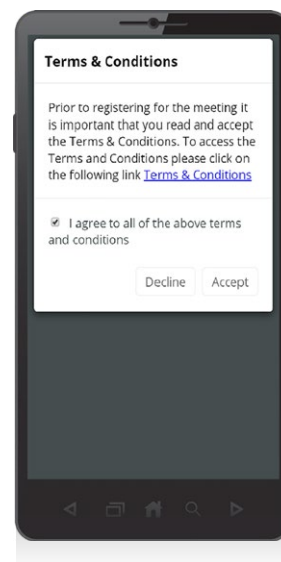 Terms & Conditions
Prior to registering for the meeting it
is important that you read and accept
the Terms & Conditions. To access the
Terms and Conditions please click on
the following link Terms & Conditions
I agree to all of the above terms
and conditions
Decline Accept